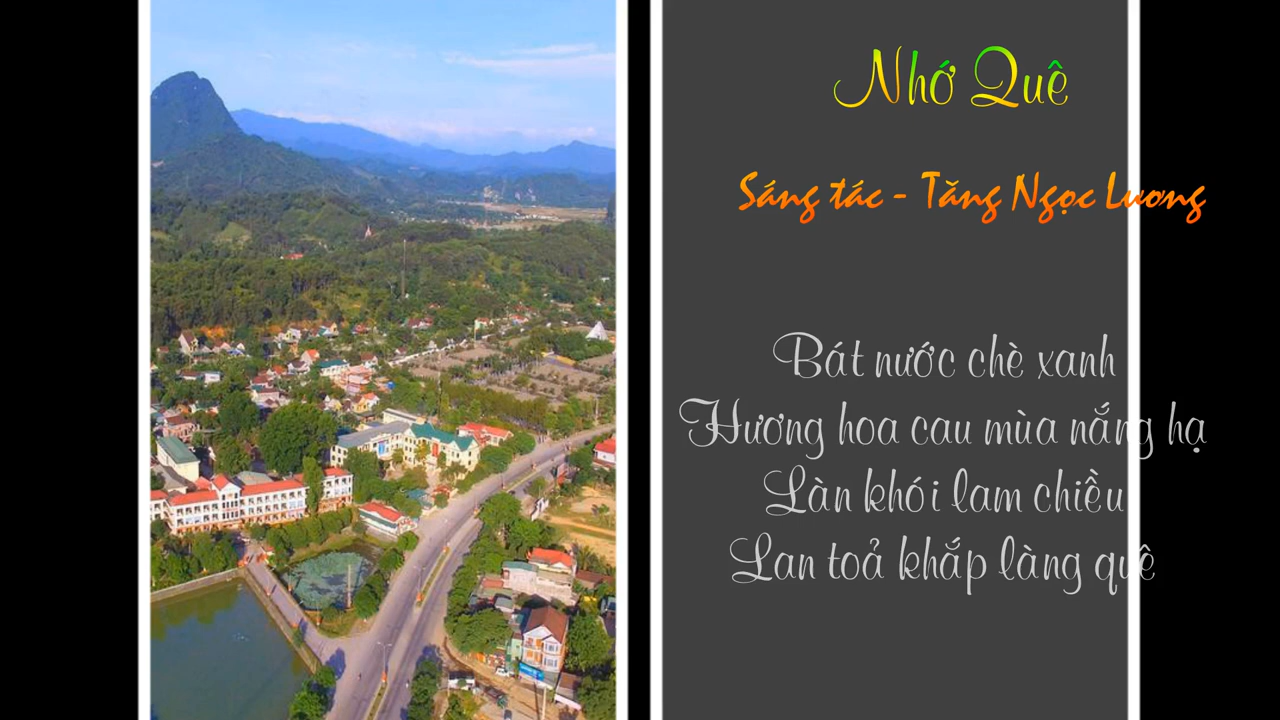 Nhớ Quê
Sáng tác - Tăng Ngọc Lương
Bát nước chè xanh
Hương hoa cau mùa nắng hạ
Làn khói lam chiều
Lan toả khắp làng quê